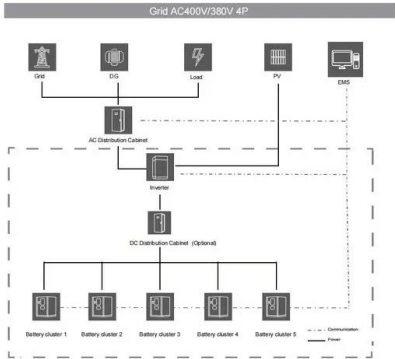 Grid AC400V/380V 4P
Grid
DG
Load
PV
EMS
AC Distribution Cabinet
Inverter
DC Distribution Cabinet (Optional)
Battery cluster 1
Battery cluster 2
Battery cluster 3
Battery cluster 4
Battery cluster 5
Communication
Power